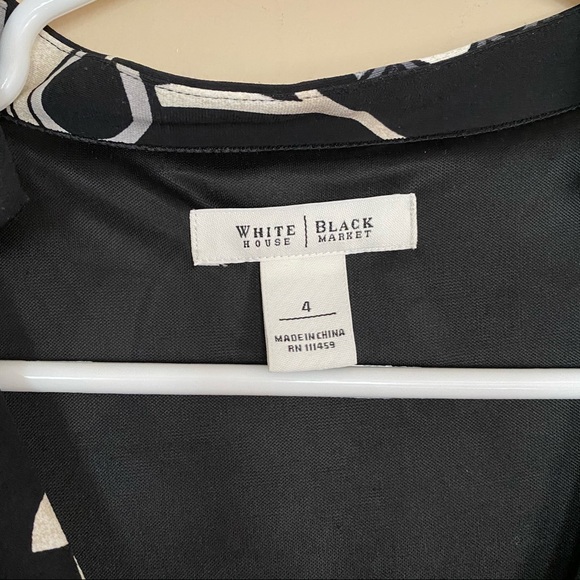 WHITE | BLACK
HOUSE | MARKET
4
MADE IN CHINA
RN 111459